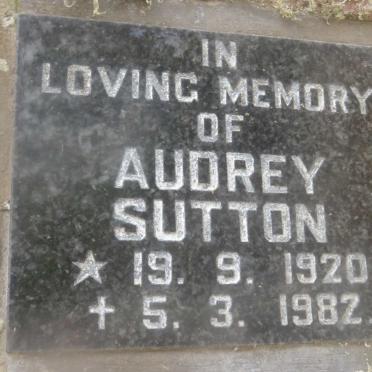 IN
LOVING MEMORY
OF
AUDREY
SUTTON
★ 19. 9. 1920
✝ 5. 3. 1982.